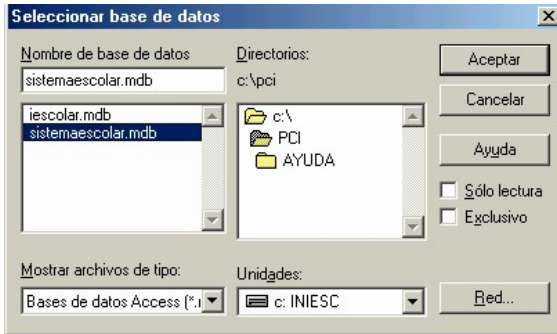 Seleccionar base de datos
Nombre de base de datos
sistemaescolar.mdb
iescolar.mdb
sistemaescolar.mdb
Mostrar archivos de tipo:
Bases de datos Access (*.
Directorios:
c:\pci
c:\
PCI
AYUDA
Unidades:
c: INIESC
Aceptar
Cancelar
Ayuda
Sólo lectura
Exclusivo
Red...